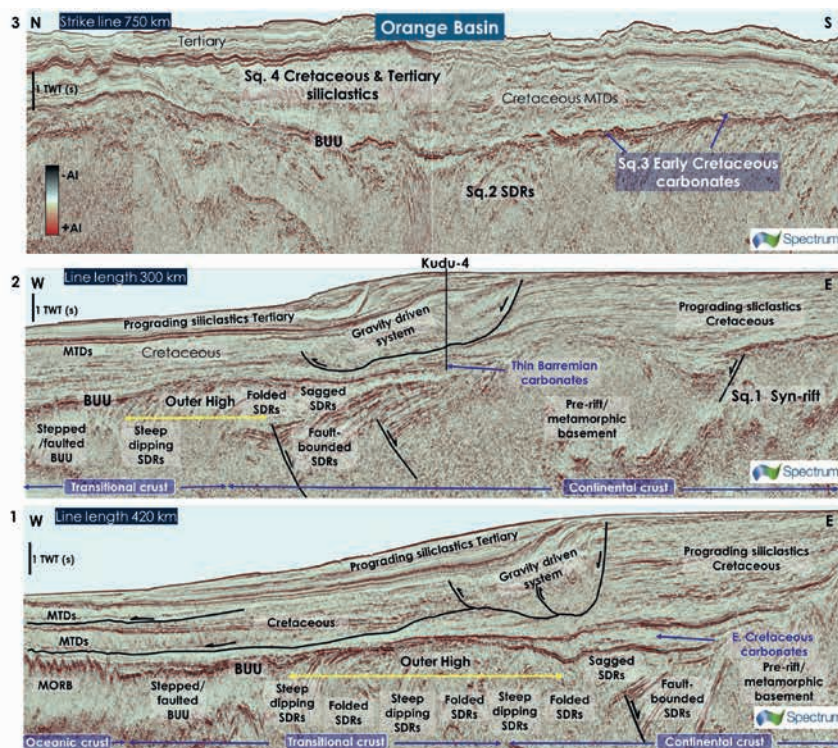 3 N Strike line 750 km Orange Basin S
Tertiary
Sq. 4 Cretaceous & Tertiary
siliclastics
1 TWT (s)
Cretaceous MTDs
BUU
Sq.3 Early Cretaceous
carbonates
-AI
+AI
Sq.2 SDRs
Spectrum
Kudu-4
2 W Line length 300 km E
1 TWT (s)
Prograding siliclastics Tertiary
Gravity driven
system
Prograding sliclastics
Cretaceous
MTDs
Cretaceous
Thin Barremian
carbonates
BUU
Outer High
Folded
SDRs
Sagged
SDRs
Sq.1 Syn-rift
Stepped
/faulted
BUU
Steep
dipping
SDRs
Fault-
bounded
SDRs
Pre-rift/
metamorphic
basement
Spectrum
Transitional crust
Continental crust
1 W Line length 420 km E
1 TWT (s)
Prograding siliclastics Tertiary
Gravity driven
system
Prograding siliclastics
Cretaceous
MTDs
Cretaceous
MTDs
E. Cretaceous
carbonates
BUU
Outer High
Sagged
SDRs
Pre-rift/
metamorphic
basement
MORB
Stepped/
faulted
BUU
Steep
dipping
SDRs
Folded
SDRs
Steep
dipping
SDRs
Folded
SDRs
Steep
dipping
SDRs
Folded
SDRs
Fault-
bounded
SDRs
Spectrum
Oceanic crust
Transitional crust
Continental crust